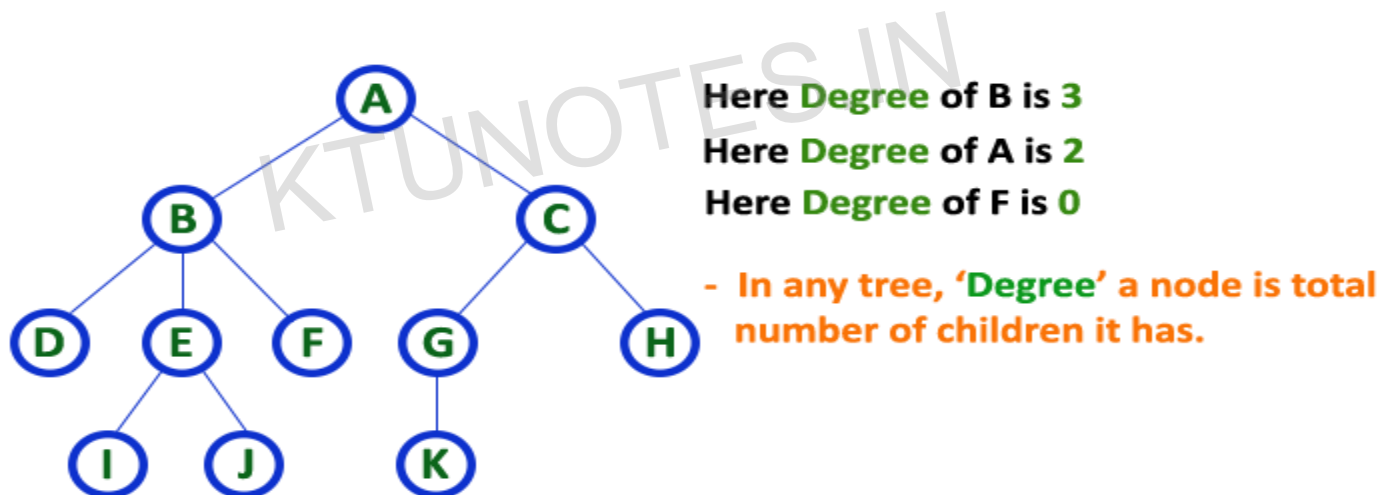 KTUNOTES.IN
A
Here Degree of B is 3
Here Degree of A is 2
Here Degree of F is 0
B
C
- In any tree, ‘Degree’ a node is total
number of children it has.
D E F G H
I J K